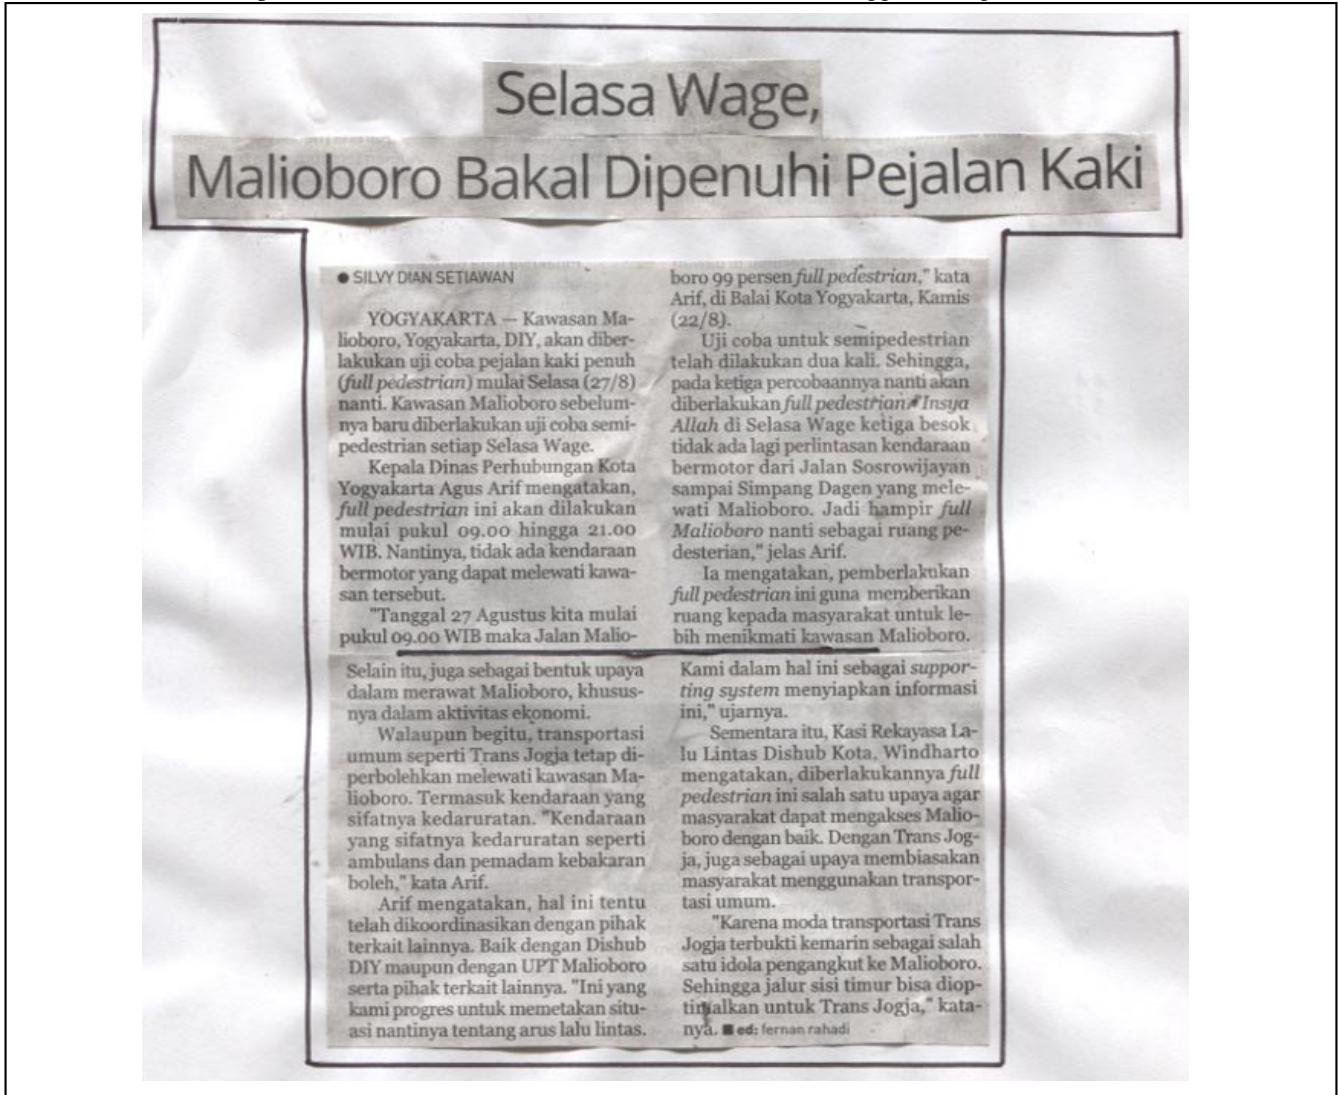 Selasa Wage,
Malioboro Bakal Dipenuhi Pejalan Kaki
● SILVY DIAN SETIAWAN
YOGYAKARTA — Kawasan Ma-
lioboro, Yogyakarta, DIY, akan diber-
lakukan uji coba pejalan kaki penuh
(full pedestrian) mulai Selasa (27/8)
nanti. Kawasan Malioboro sebelum-
nya baru diberlakukan uji coba semi-
pedestrian setiap Selasa Wage.
Kepala Dinas Perhubungan Kota
Yogyakarta Agus Arif mengatakan,
full pedestrian ini akan dilakukan
mulai pukul 09.00 hingga 21.00
WIB. Nantinya, tidak ada kendaraan
bermotor yang dapat melewati kawa-
san tersebut.
"Tanggal 27 Agustus kita mulai
pukul 09.00 WIB maka Jalan Malio-
boro 99 persen full pedestrian," kata
Arif, di Balai Kota Yogyakarta, Kamis
(22/8).
Uji coba untuk semipedestrian
telah dilakukan dua kali. Sehingga,
pada ketiga percobaannya nanti akan
diberlakukan full pedestrian. "Insya
Allah di Selasa Wage ketiga besok
tidak ada lagi perlintasan kendaraan
bermotor dari Jalan Sosrowijayan
sampai Simpang Dagen yang mele-
wati Malioboro. Jadi hampir full
Malioboro nanti sebagai ruang pe-
desterian," jelas Arif.
Ia mengatakan, pemberlakukan
full pedestrian ini guna memberikan
ruang kepada masyarakat untuk le-
bih menikmati kawasan Malioboro.
Selain itu, juga sebagai bentuk upaya
dalam merawat Malioboro, khusus-
nya dalam aktivitas ekonomi.
Walaupun begitu, transportasi
umum seperti Trans Jogja tetap di-
perbolehkan melewati kawasan Ma-
lioboro. Termasuk kendaraan yang
sifatnya kedaruratan. "Kendaraan
yang sifatnya kedaruratan seperti
ambulans dan pemadam kebakaran
boleh," kata Arif.
Arif mengatakan, hal ini tentu
telah dikoordinasikan dengan pihak
terkait lainnya. Baik dengan Dishub
DIY maupun dengan UPT Malioboro
serta pihak terkait lainnya. "Ini yang
kami progres untuk memetakan situ-
asi nantinya tentang arus lalu lintas.
Kami dalam hal ini sebagai suppor-
ting system menyiapkan informasi
ini," ujarnya.
Sementara itu, Kasi Rekayasa La-
lu Lintas Dishub Kota, Windharto
mengatakan, diberlakukannya full
pedestrian ini salah satu upaya agar
masyarakat dapat mengakses Malio-
boro dengan baik. Dengan Trans Jog-
ja, juga sebagai upaya membiasakan
masyarakat menggunakan transpor-
tasi umum.
"Karena moda transportasi Trans
Jogja terbukti kemarin sebagai salah
satu idola pengangkut ke Malioboro.
Sehingga jalur sisi timur bisa diop-
timalkan untuk Trans Jogja," kata-
nya. ■ ed: fernan rahadi